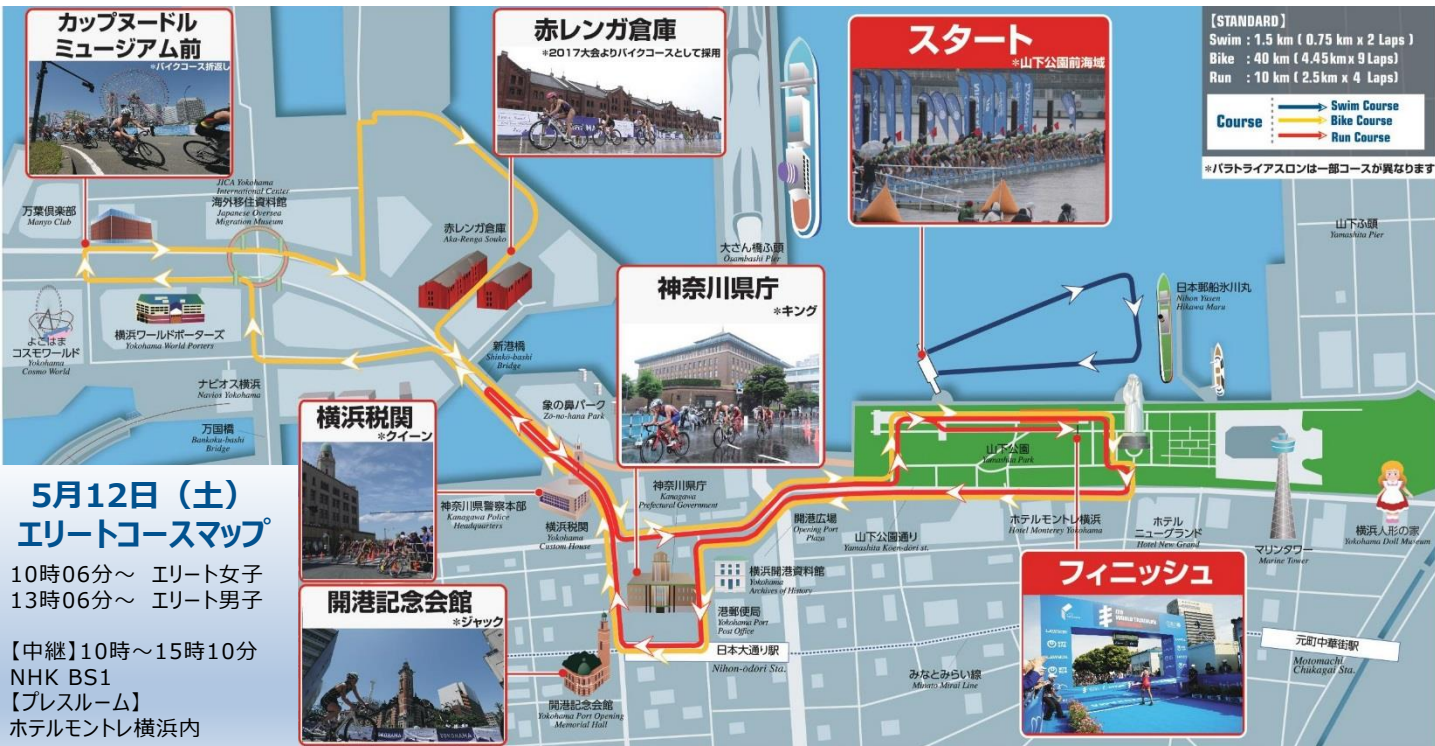 カップヌードル
ミュージアム前
*バイクコース折返し
赤レンガ倉庫
*2017大会よりバイクコースとして採用
スタート
*山下公園前海域
【STANDARD】
Swim : 1.5 km ( 0.75 km x 2 Laps )
Bike : 40 km ( 4.45km x 9 Laps)
Run : 10 km ( 2.5km x 4 Laps)
Course
Swim Course
Bike Course
Run Course
*パラトライアスロンは一部コースが異なります
JICA Yokohama
International Center
海外移住資料館
Japanese Oversea
Migration Museum
万葉倶楽部
Manyo Club
赤レンガ倉庫
Aka-Renga Souko
大さん橋ふ頭
Osambashi Pier
山下ふ頭
Yamashita Pier
神奈川県庁
*キング
日本郵船氷川丸
Nihon Yusen
Hikawa Maru
よこはま
コスモワールド
Yokohama
Cosmo World
横浜ワールドポーターズ
Yokohama World Porters
新港橋
Shinkō-bashi
Bridge
ナビオス横浜
Navios Yokohama
万国橋
Bankoku-bashi
Bridge
象の鼻パーク
Zo-no-hana Park
横浜税関
*クイーン
山下公園
Yamashita Park
5月12日（土）
エリートコースマップ
10時06分～ エリート女子
13時06分～ エリート男子
【中継】10時～15時10分
NHK BS1
【プレスルーム】
ホテルモントレ横浜内
神奈川県警察本部
Kanagawa Police
Headquarters
横浜税関
Yokohama
Custom House
神奈川県庁
Kanagawa
Prefectural Government
開港広場
Opening Port
Plaza
山下公園通り
Yamashita Koen-dori st.
ホテルモントレ横浜
Hotel Monterey Yokohama
ホテル
ニューグランド
Hotel New Grand
マリンタワー
Marine Tower
横浜人形の家
Yokohama Doll Museum
開港記念会館
*ジャック
横浜開港資料館
Yokohama
Archives of History
港郵便局
Yokohama Port
Post Office
日本大通り駅
Nihon-ōdori Sta.
開港記念会館
Yokohama Port Opening
Memorial Hall
みなとみらい線
Minato Mirai Line
フィニッシュ
元町中華街駅
Motomachi
Chukagai Sta.